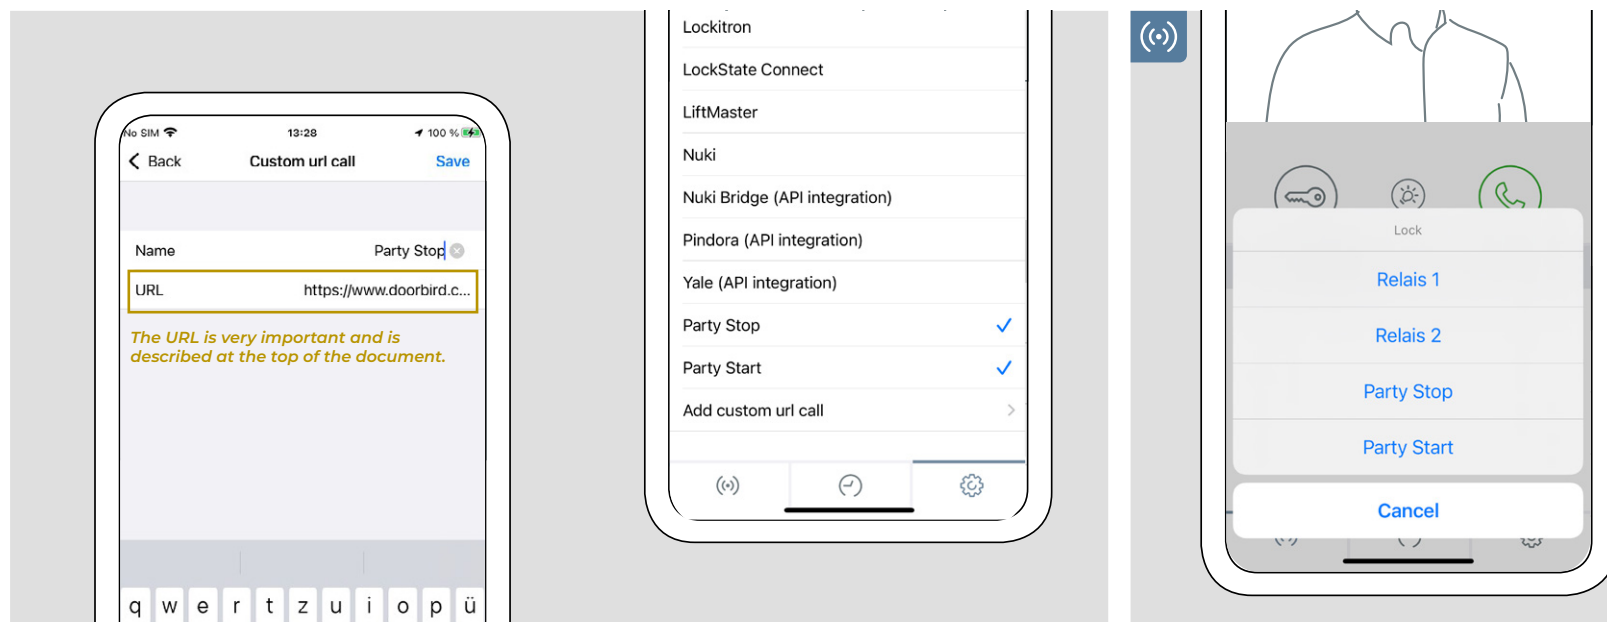 No SIM
13:28
100 %
Back
Custom url call
Save
Name
Party Stop
URL
https://www.doorbird.c...
The URL is very important and is
described at the top of the document.
q w e r t z u i o p ü
Lockitron
LockState Connect
LiftMaster
Nuki
Nuki Bridge (API integration)
Pindora (API integration)
Yale (API integration)
Party Stop
Party Start
Add custom url call
Lock
Relais 1
Relais 2
Party Stop
Party Start
Cancel